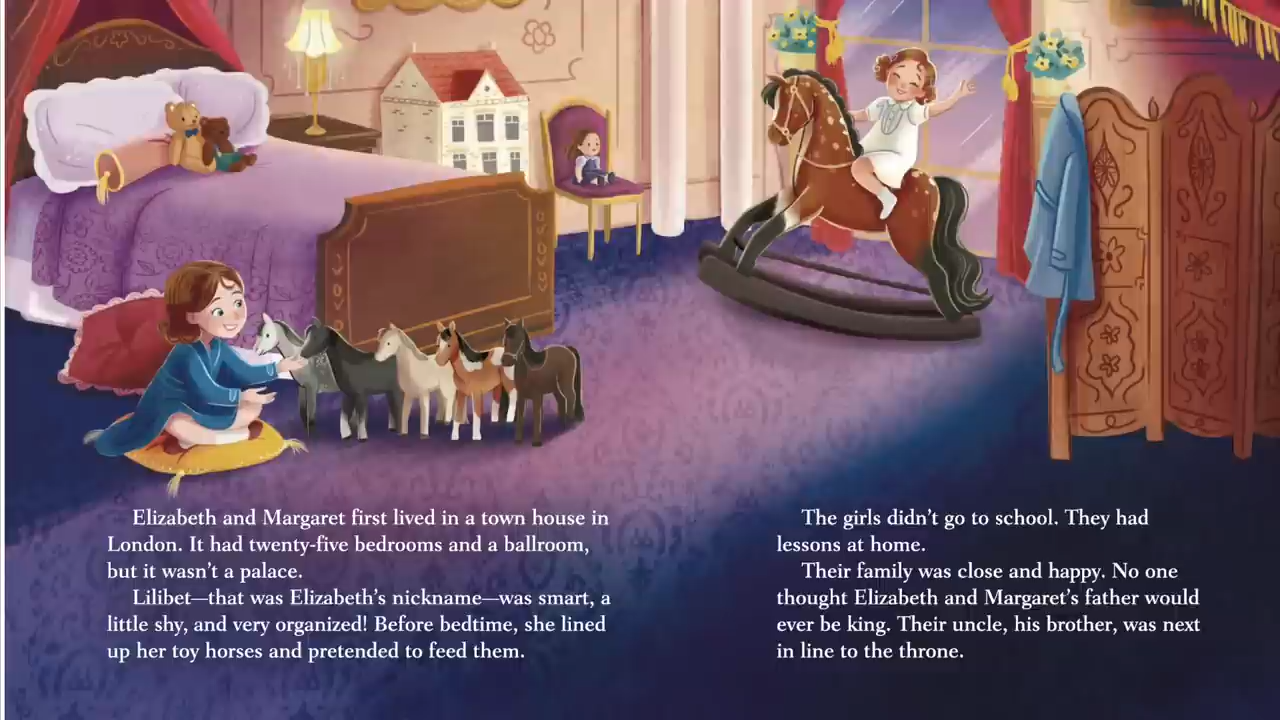 Elizabeth and Margaret first lived in a town house in
London. It had twenty-five bedrooms and a ballroom,
but it wasn't a palace.
Lilibet—that was Elizabeth's nickname—was smart, a
little shy, and very organized! Before bedtime, she lined
up her toy horses and pretended to feed them.
The girls didn't go to school. They had
lessons at home.
Their family was close and happy. No one
thought Elizabeth and Margaret's father would
ever be king. Their uncle, his brother, was next
in line to the throne.